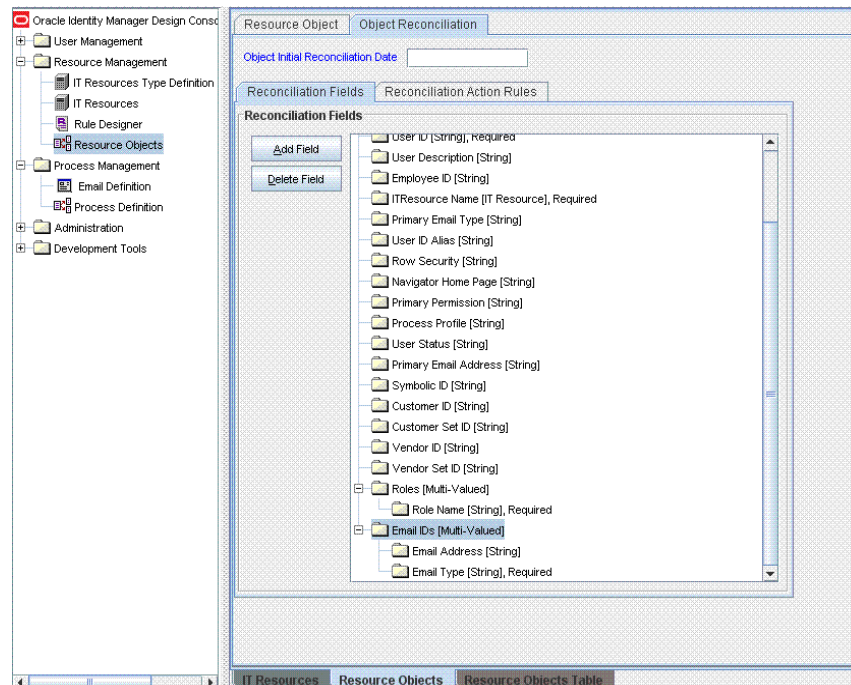 Oracle Identity Manager Design Consc
User Management
Resource Management
IT Resources Type Definition
IT Resources
Rule Designer
Resource Objects
Process Management
Email Definition
Process Definition
Administration
Development Tools
Resource Object
Object Reconciliation
Object Initial Reconciliation Date
Reconciliation Fields
Reconciliation Action Rules
Reconciliation Fields
Add Field
Delete Field
User ID [String], Required
User Description [String]
Employee ID [String]
ITResource Name [IT Resource], Required
Primary Email Type [String]
User ID Alias [String]
Row Security [String]
Navigator Home Page [String]
Primary Permission [String]
Process Profile [String]
User Status [String]
Primary Email Address [String]
Symbolic ID [String]
Customer ID [String]
Customer Set ID [String]
Vendor ID [String]
Vendor Set ID [String]
Roles [Multi-Valued]
Role Name [String], Required
Email IDs [Multi-Valued]
Email Address [String]
Email Type [String], Required
IT Resources
Resource Objects
Resource Objects Table